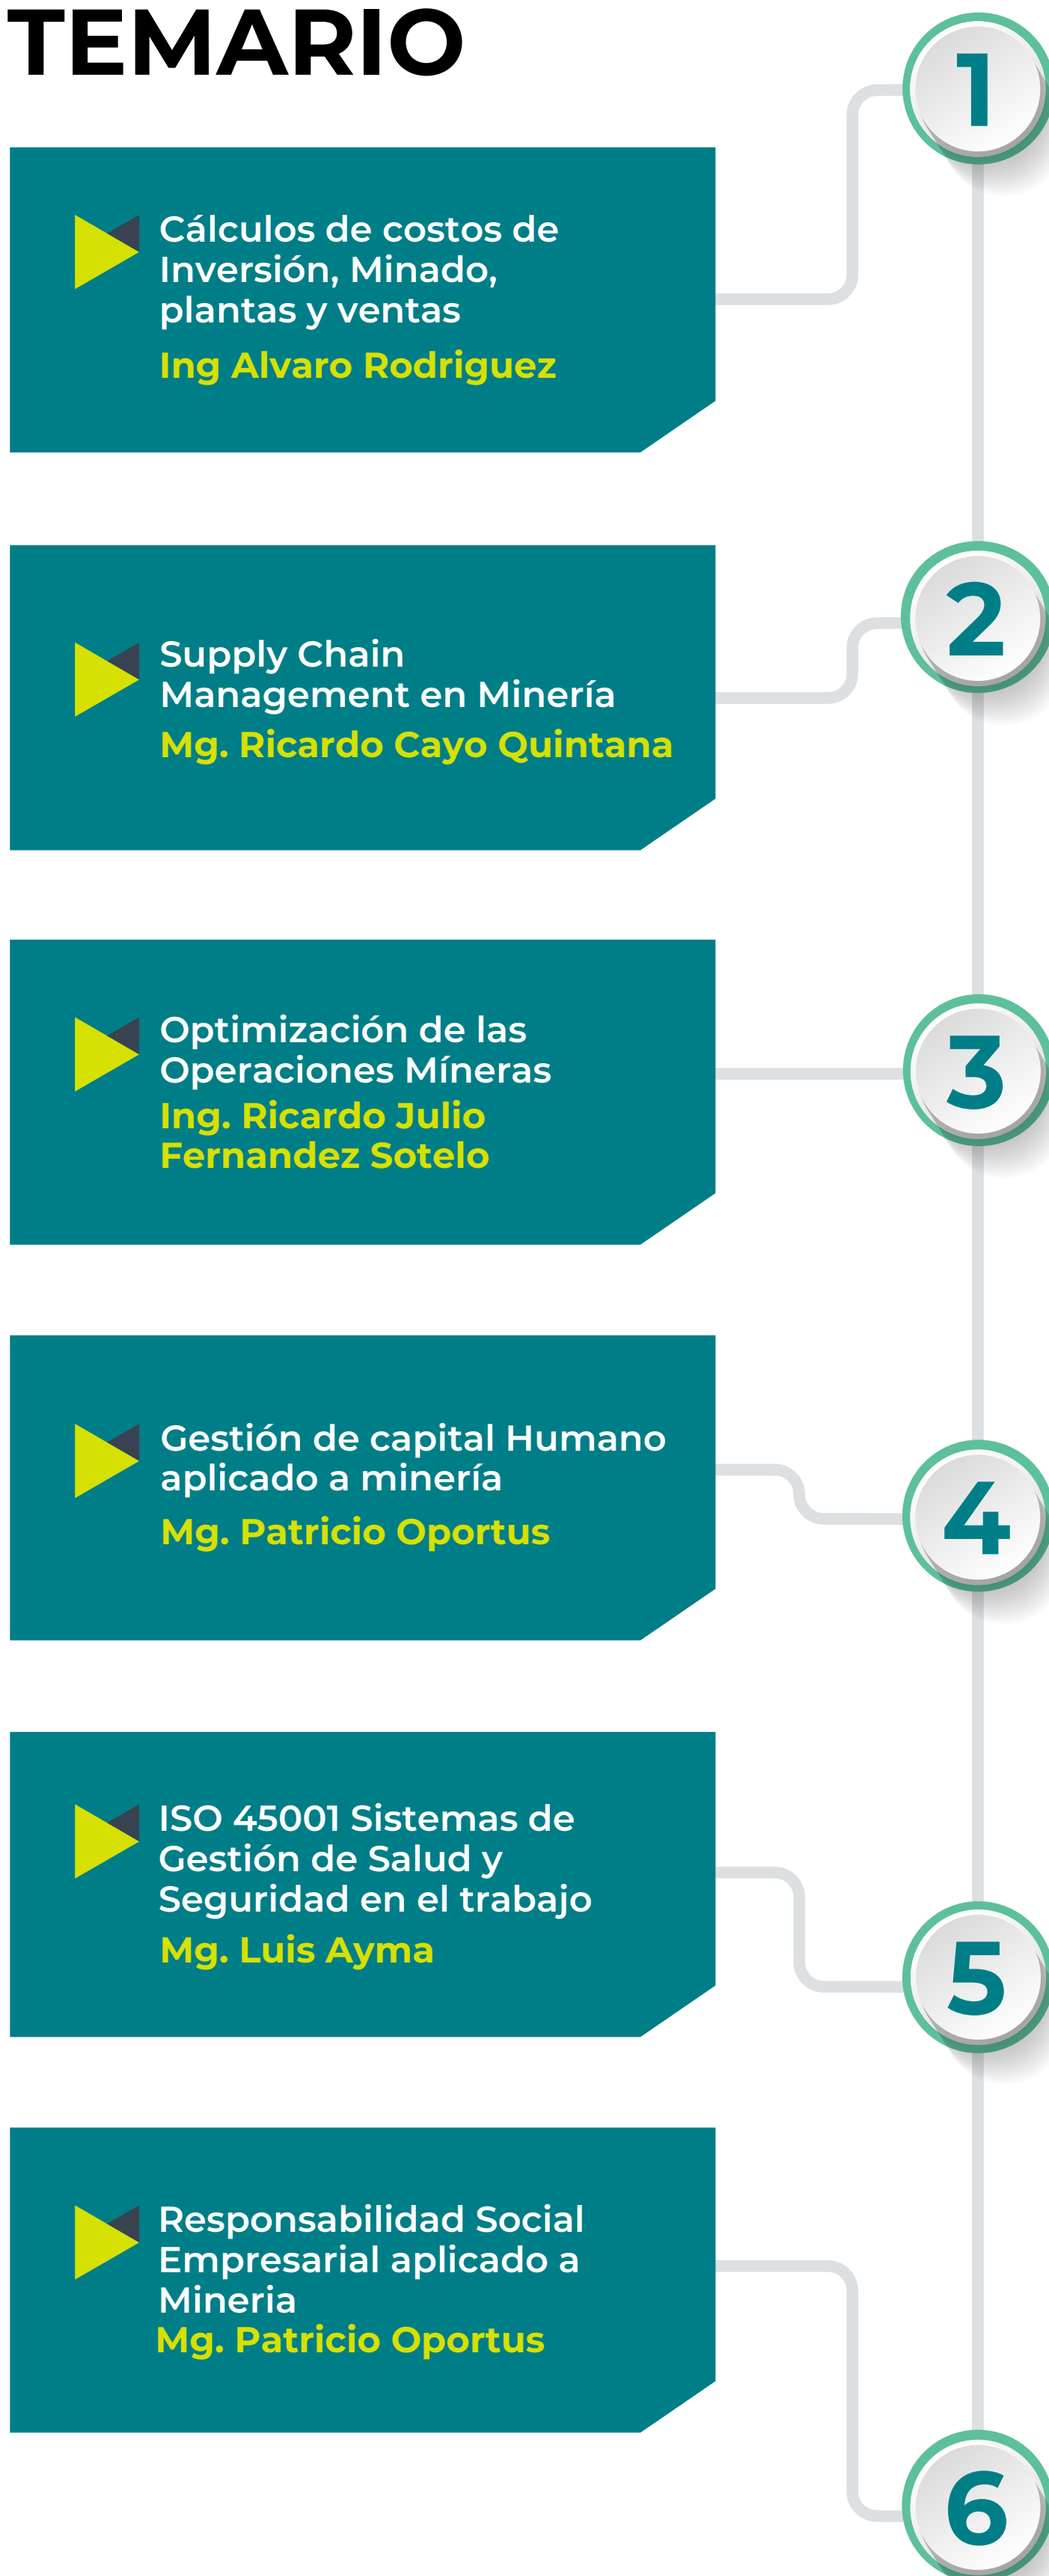 TEMARIO
1
Cálculos de costos de
Inversión, Minado,
plantas y ventas
Ing Alvaro Rodriguez
2
Supply Chain
Management en Minería
Mg. Ricardo Cayo Quintana
3
Optimización de las
Operaciones Míneras
Ing. Ricardo Julio
Fernandez Sotelo
4
Gestión de capital Humano
aplicado a minería
Mg. Patricio Oportus
5
ISO 45001 Sistemas de
Gestión de Salud y
Seguridad en el trabajo
Mg. Luis Ayma
6
Responsabilidad Social
Empresarial aplicado a
Mineria
Mg. Patricio Oportus